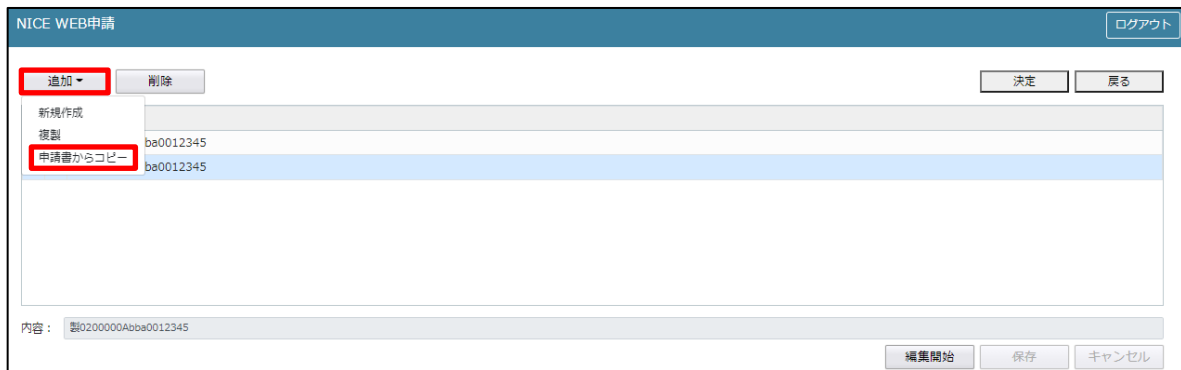 NICE WEB申請 ログアウト
追加 削除 決定 戻る
新規作成
複製
ba0012345
申請書からコピー
ba0012345
内容： 製0200000Abba0012345
編集開始 保存 キャンセル